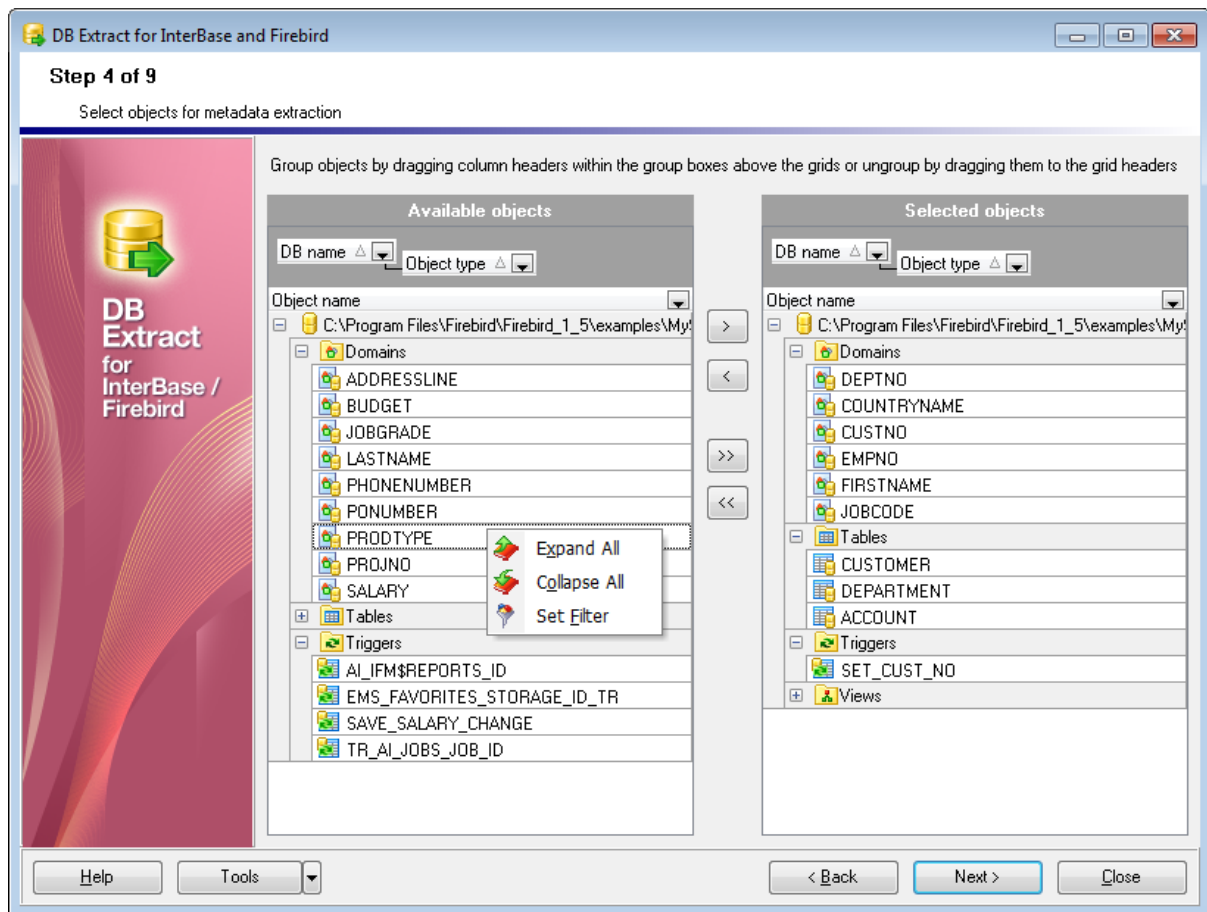 DB Extract for InterBase and Firebird
Step 4 of 9
Select objects for metadata extraction
DB
Extract
for
InterBase /
Firebird
Group objects by dragging column headers within the group boxes above the grids or ungroup by dragging them to the grid headers
Available objects
DB name
Object type
Object name
C:\Program Files\Firebird\Firebird_1_5\examples\My
Domains
ADDRESSLINE
BUDGET
JOBGRADE
LASTNAME
PHONENUMBER
PONUMBER
PRODTYPE
PROJNO
SALARY
Tables
Triggers
AI_IFM$REPORTS_ID
EMS_FAVORITES_STORAGE_ID_TR
SAVE_SALARY_CHANGE
TR_AI_JOBS_JOB_ID
Expand All
Collapse All
Set Filter
>
<
>>
<<
Selected objects
DB name
Object type
Object name
C:\Program Files\Firebird\Firebird_1_5\examples\My
Domains
DEPTNO
COUNTRYNAME
CUSTNO
EMPNO
FIRSTNAME
JOBCODE
Tables
CUSTOMER
DEPARTMENT
ACCOUNT
Triggers
SET_CUST_NO
Views
Help
Tools
< Back
Next >
Close